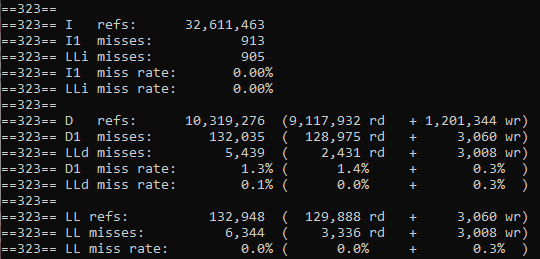 ==323==
==323== I   refs:      32,611,463
==323== I1  misses:           913
==323== LLi misses:           905
==323== I1  miss rate:       0.00%
==323== LLi miss rate:       0.00%
==323==
==323== D   refs:      10,319,276  (9,117,932 rd   + 1,201,344 wr)
==323== D1  misses:       132,035  (  128,975 rd   +     3,060 wr)
==323== LLd misses:         5,439  (    2,431 rd   +     3,008 wr)
==323== D1  miss rate:        1.3% (      1.4%     +       0.3%  )
==323== LLd miss rate:        0.1% (      0.0%     +       0.3%  )
==323==
==323== LL refs:          132,948  (  129,888 rd   +     3,060 wr)
==323== LL misses:          6,344  (    3,336 rd   +     3,008 wr)
==323== LL miss rate:         0.0% (      0.0%     +       0.3%  )